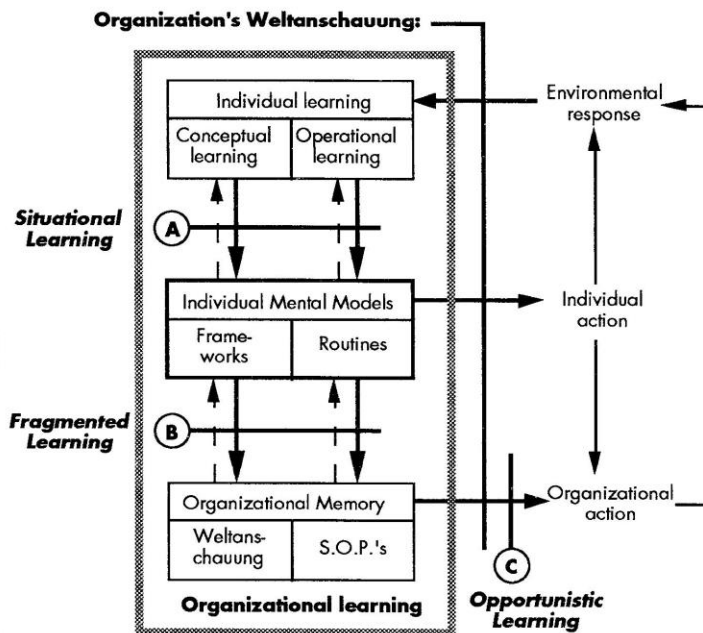 Organization's Weltanschauung:
Individual learning
Conceptual
learning
Operational
learning
Environmental
response
Situational
Learning
A
Individual Mental Models
Frame-
works
Routines
Individual
action
Fragmented
Learning
B
Organizational Memory
Weltans-
chauung
S.O.P.'s
Organizational
action
C
Organizational learning
Opportunistic
Learning